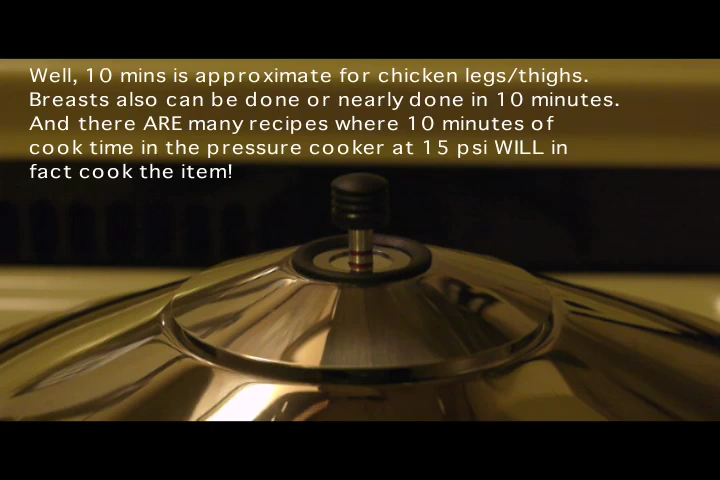 Well, 10 mins is approximate for chicken legs/thighs.
Breasts also can be done or nearly done in 10 minutes.
And there ARE many recipes where 10 minutes of
cook time in the pressure cooker at 15 psi WILL in
fact cook the item!